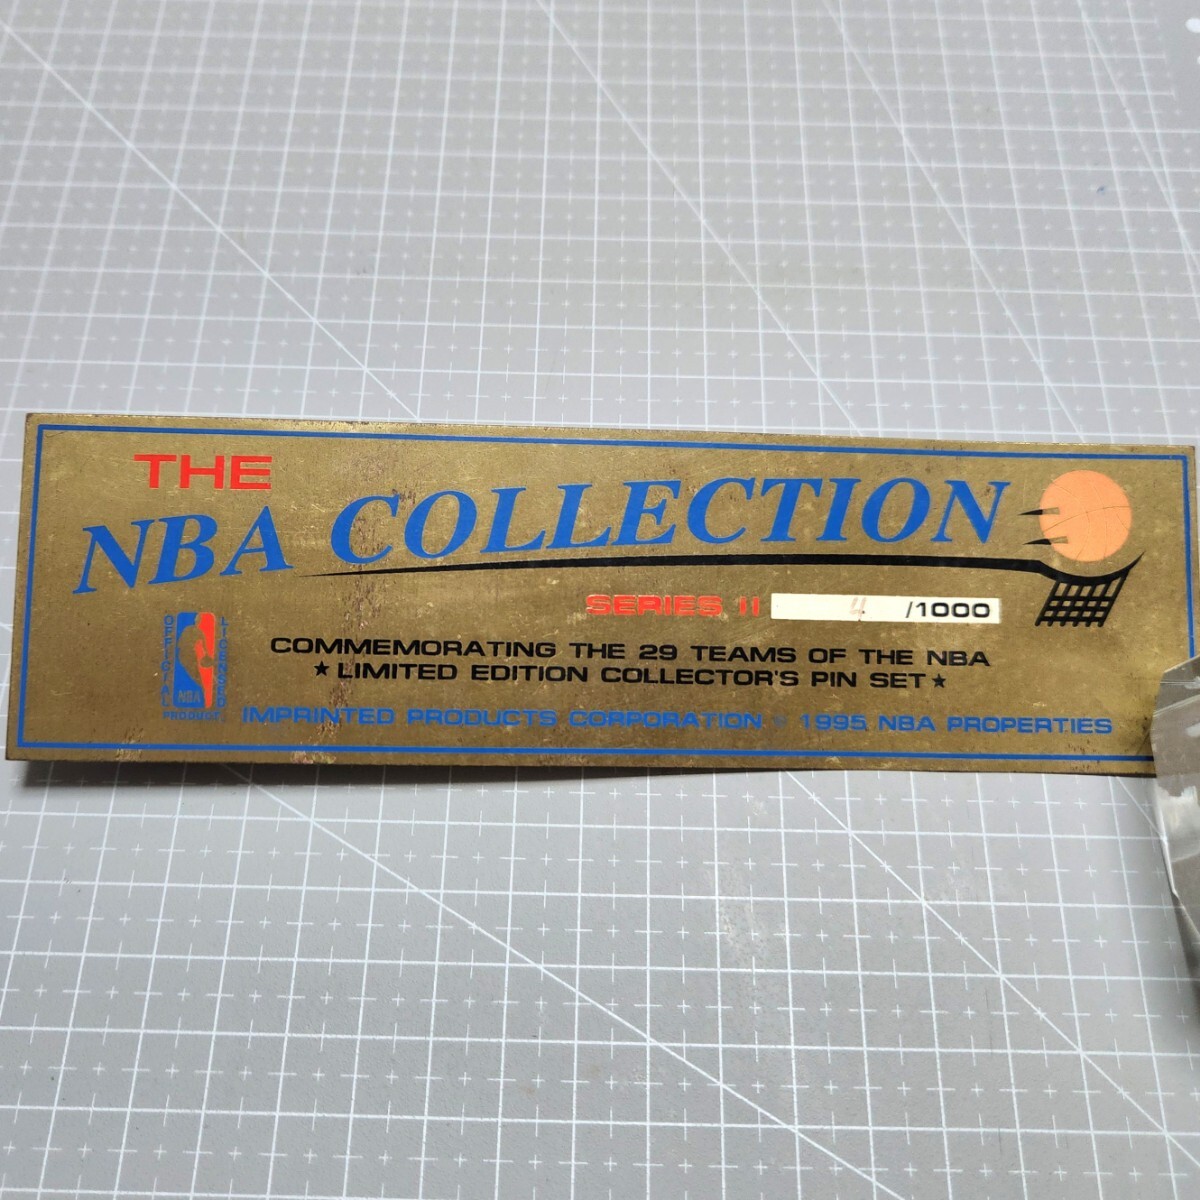 THE
NBA COLLECTION
SERIES II 4 /1000
COMMEMORATING THE 29 TEAMS OF THE NBA
★ LIMITED EDITION COLLECTOR'S PIN SET ★
OFFICIAL
NBA
LICENSED
PRODUCT
IMPRINTED PRODUCTS CORPORATION © 1995 NBA PROPERTIES